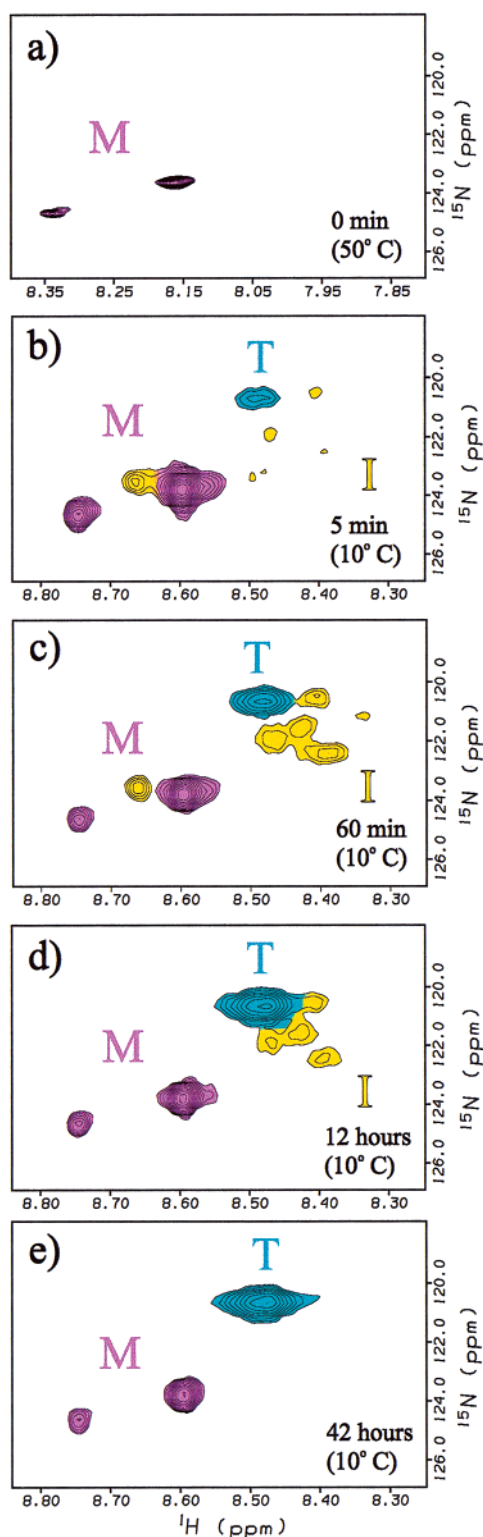 a)
M
0 min
(50° C)
120.0
122.0
124.0
126.0
15N (ppm)
8.35 8.25 8.15 8.05 7.95 7.85
b)
T
M
I
5 min
(10° C)
120.0
122.0
124.0
126.0
15N (ppm)
8.80 8.70 8.60 8.50 8.40 8.30
c)
T
M
I
60 min
(10° C)
120.0
122.0
124.0
126.0
15N (ppm)
8.80 8.70 8.60 8.50 8.40 8.30
d)
T
M
I
12 hours
(10° C)
120.0
122.0
124.0
126.0
15N (ppm)
8.80 8.70 8.60 8.50 8.40 8.30
e)
T
M
42 hours
(10° C)
120.0
122.0
124.0
126.0
15N (ppm)
8.80 8.70 8.60 8.50 8.40 8.30
1H (ppm)